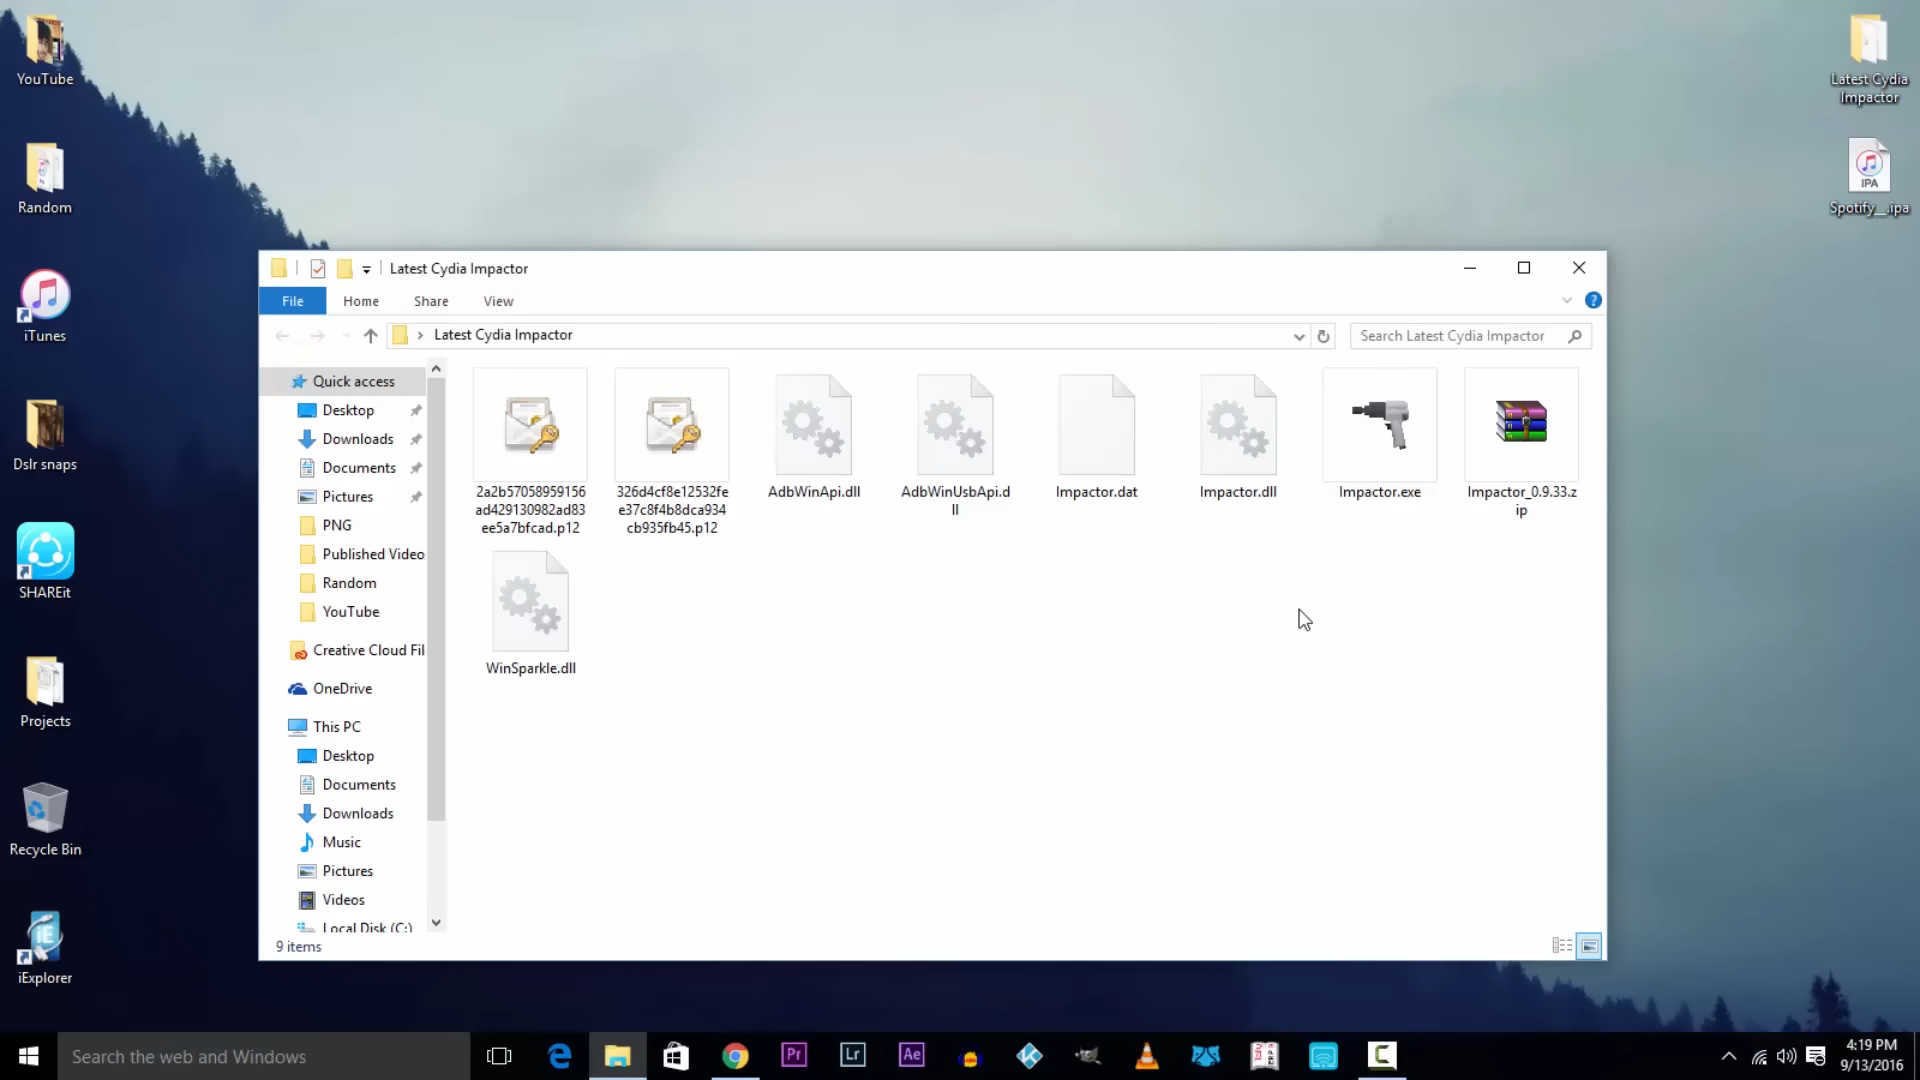 YouTube
Random
iTunes
Dslr snaps
SHAREit
Projects
Recycle Bin
iExplorer
Latest Cydia
Impactor
IPA
Spotify__.ipa
Latest Cydia Impactor
File
Home
Share
View
?
Latest Cydia Impactor
Search Latest Cydia Impactor
Quick access
Desktop
Downloads
Documents
Pictures
PNG
Published Video
Random
YouTube
Creative Cloud Fil
OneDrive
This PC
Desktop
Documents
Downloads
Music
Pictures
Videos
Local Disk (C:)
2a2b57058959156
ad429130982ad83
ee5a7bfcad.p12
326d4cf8e12532fe
e37c8f4b8dca934
cb935fb45.p12
AdbWinApi.dll
AdbWinUsbApi.d
ll
Impactor.dat
Impactor.dll
Impactor.exe
Impactor_0.9.33.z
ip
WinSparkle.dll
9 items
Search the web and Windows
Pr
Lr
Ae
4:19 PM
9/13/2016